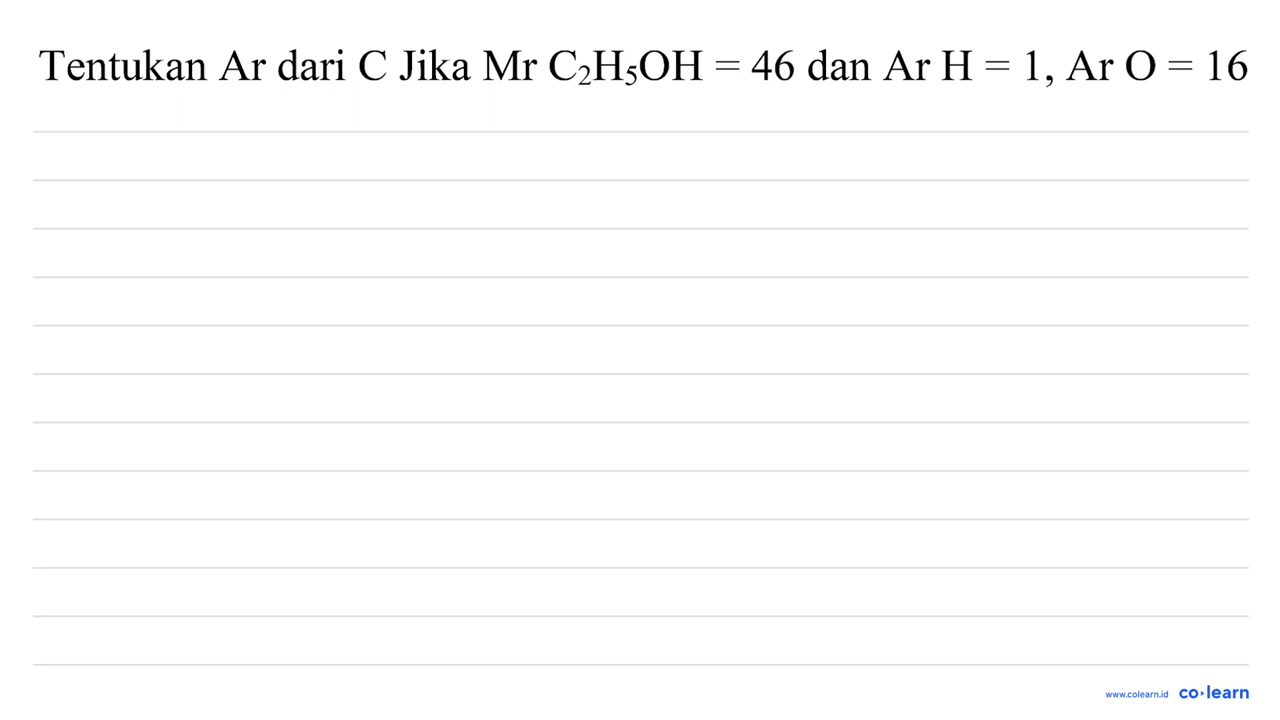 Tentukan Ar dari C Jika Mr C₂H₅OH = 46 dan Ar H = 1, Ar O = 16
www.colearn.id co·learn